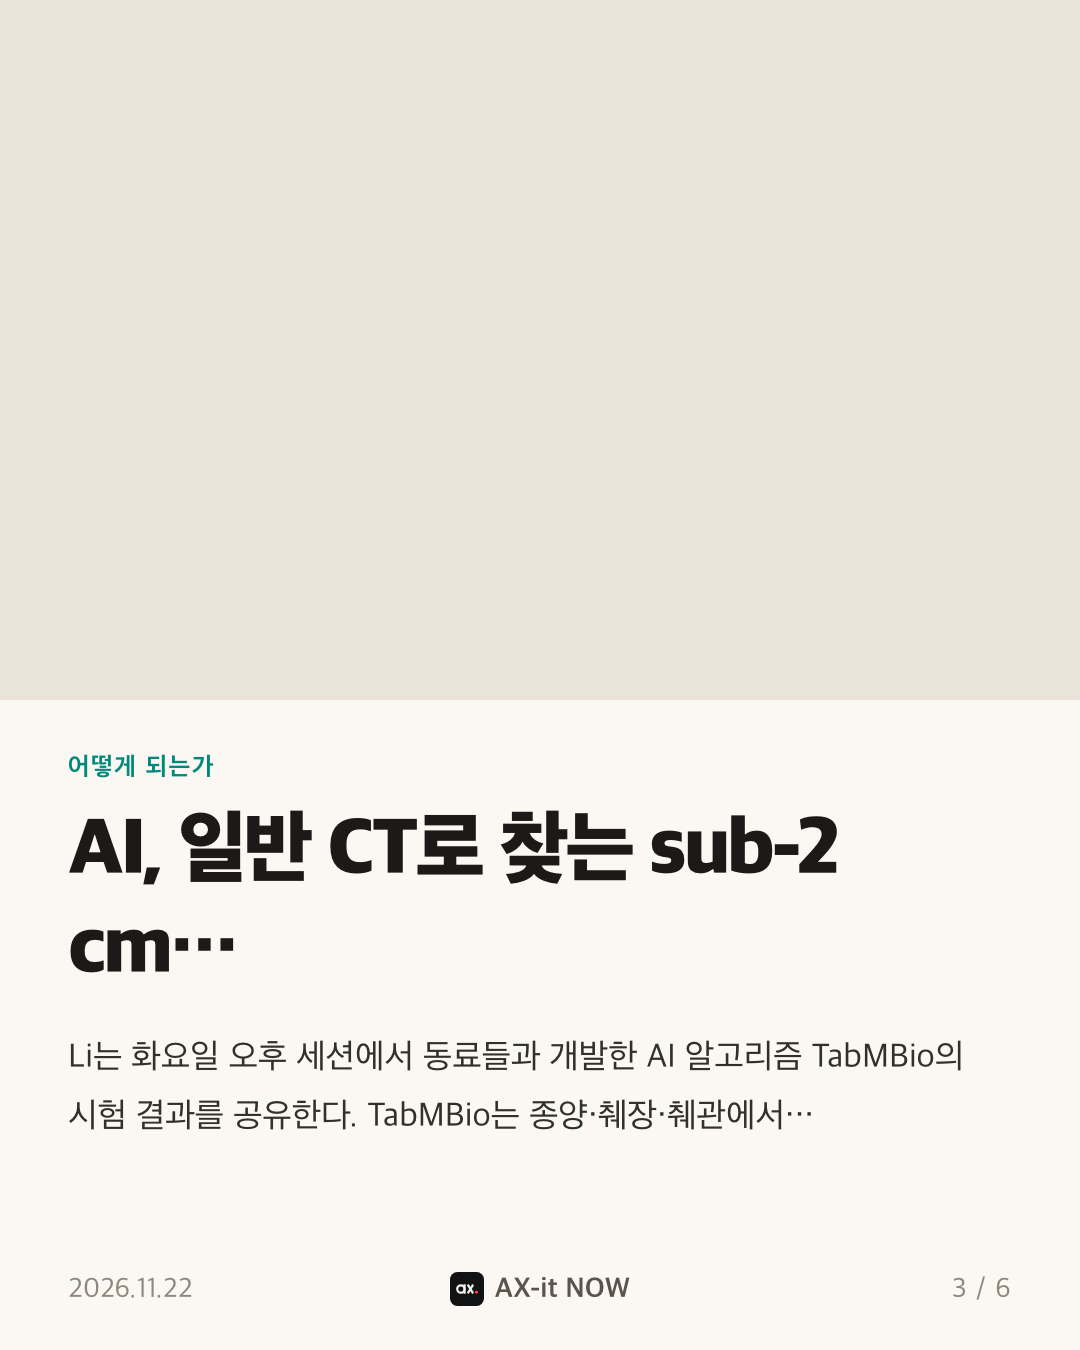 어떻게 되는가
AI, 일반 CT로 찾는 sub-2
cm…
Li는 화요일 오후 세션에서 동료들과 개발한 AI 알고리즘 TabMBio의
시험 결과를 공유한다. TabMBio는 종양·췌장·췌관에서…
2026.11.22
ax. AX-it NOW
3 / 6